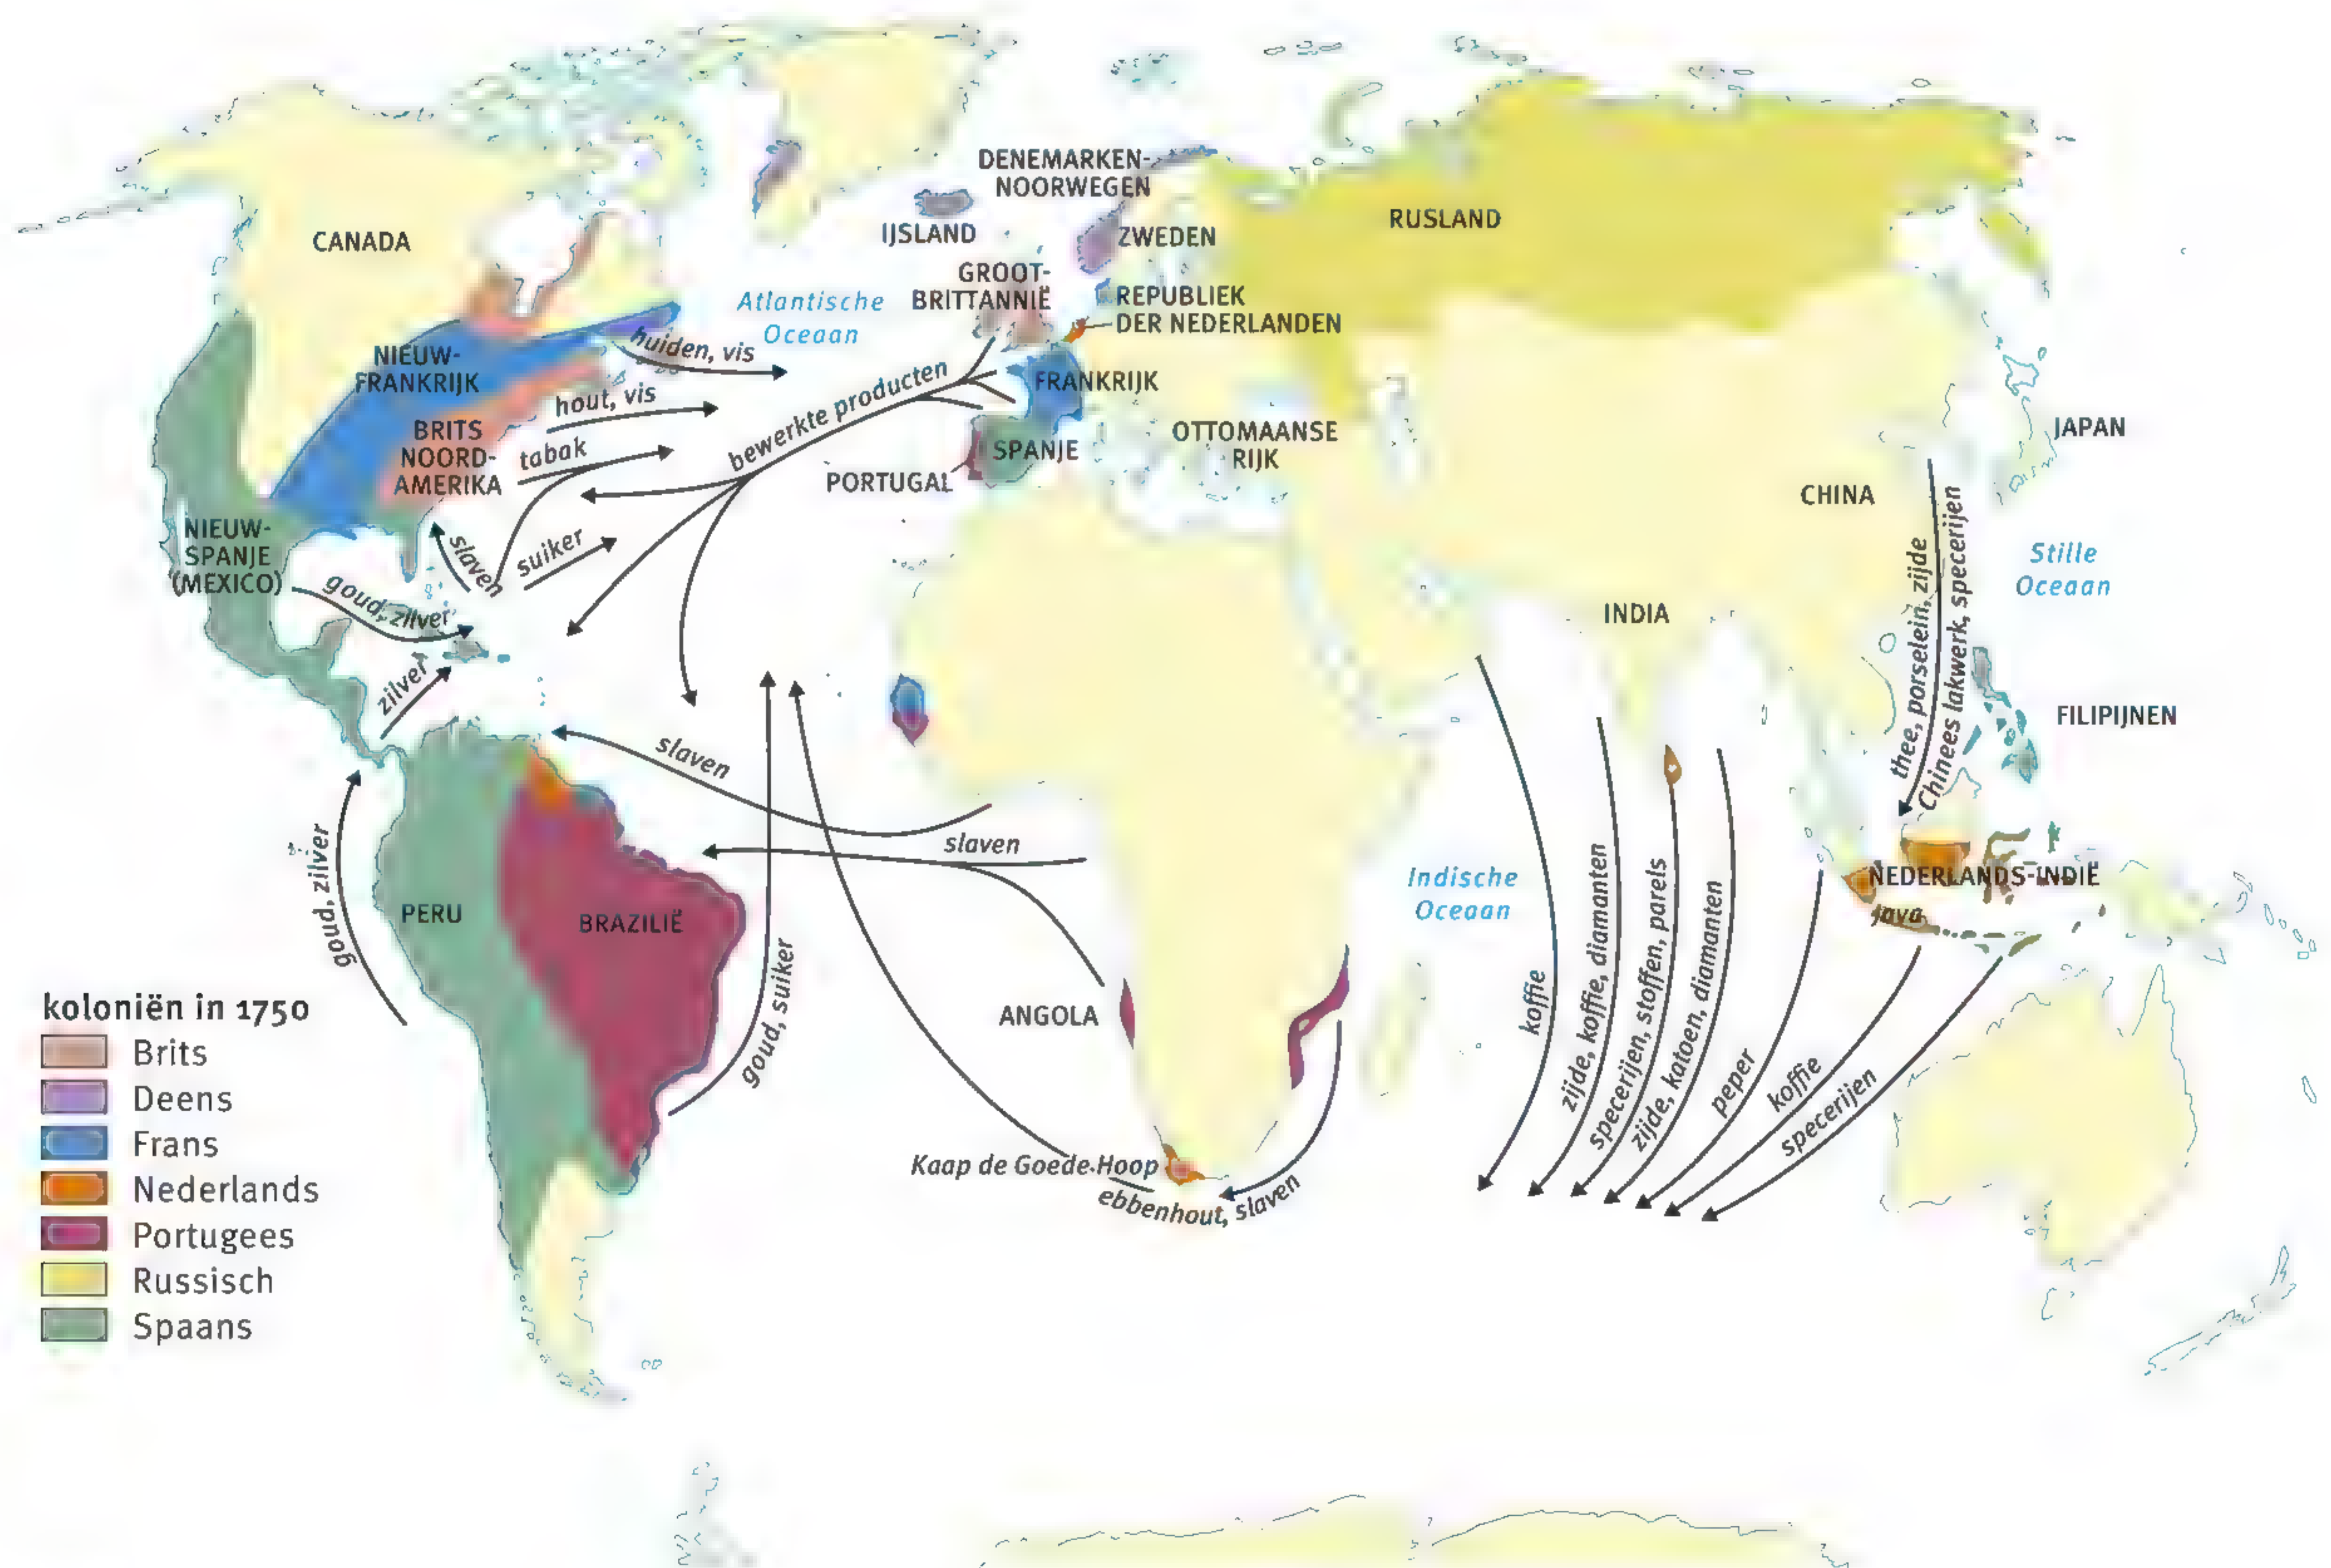 DENEMARKEN-
NOORWEGEN
RUSLAND
CANADA
IJSLAND
ZWEDEN
GROOT-
BRITTANNIË
Atlantische
Oceaan
REPUBLIEK
DER NEDERLANDEN
huiden, vis
NIEUW-
FRANKRIJK
FRANKRIJK
bewerkte producten
hout, vis
BRITS
NOORD-
AMERIKA
tabak
SPANJE
OTTOMAANSE
RIJK
JAPAN
PORTUGAL
CHINA
NIEUW-
SPANJE
(MEXICO)
slaven
suiker
goud, zilver
thee, porselein, zijde
Chinees lakwerk, specerijen
Stille
Oceaan
INDIA
zilver
FILIPIJNEN
slaven
slaven
goud, zilver
PERU
BRAZILIË
Indische
Oceaan
NEDERLANDS-INDIË
Java
goud, suiker
ANGOLA
koffie
zijde, koffie, diamanten
specerijen, stoffen, parels
zijde, katoen, diamanten
peper
koffie
specerijen
Kaap de Goede Hoop
ebbenhout, slaven
koloniën in 1750
Brits
Deens
Frans
Nederlands
Portugees
Russisch
Spaans